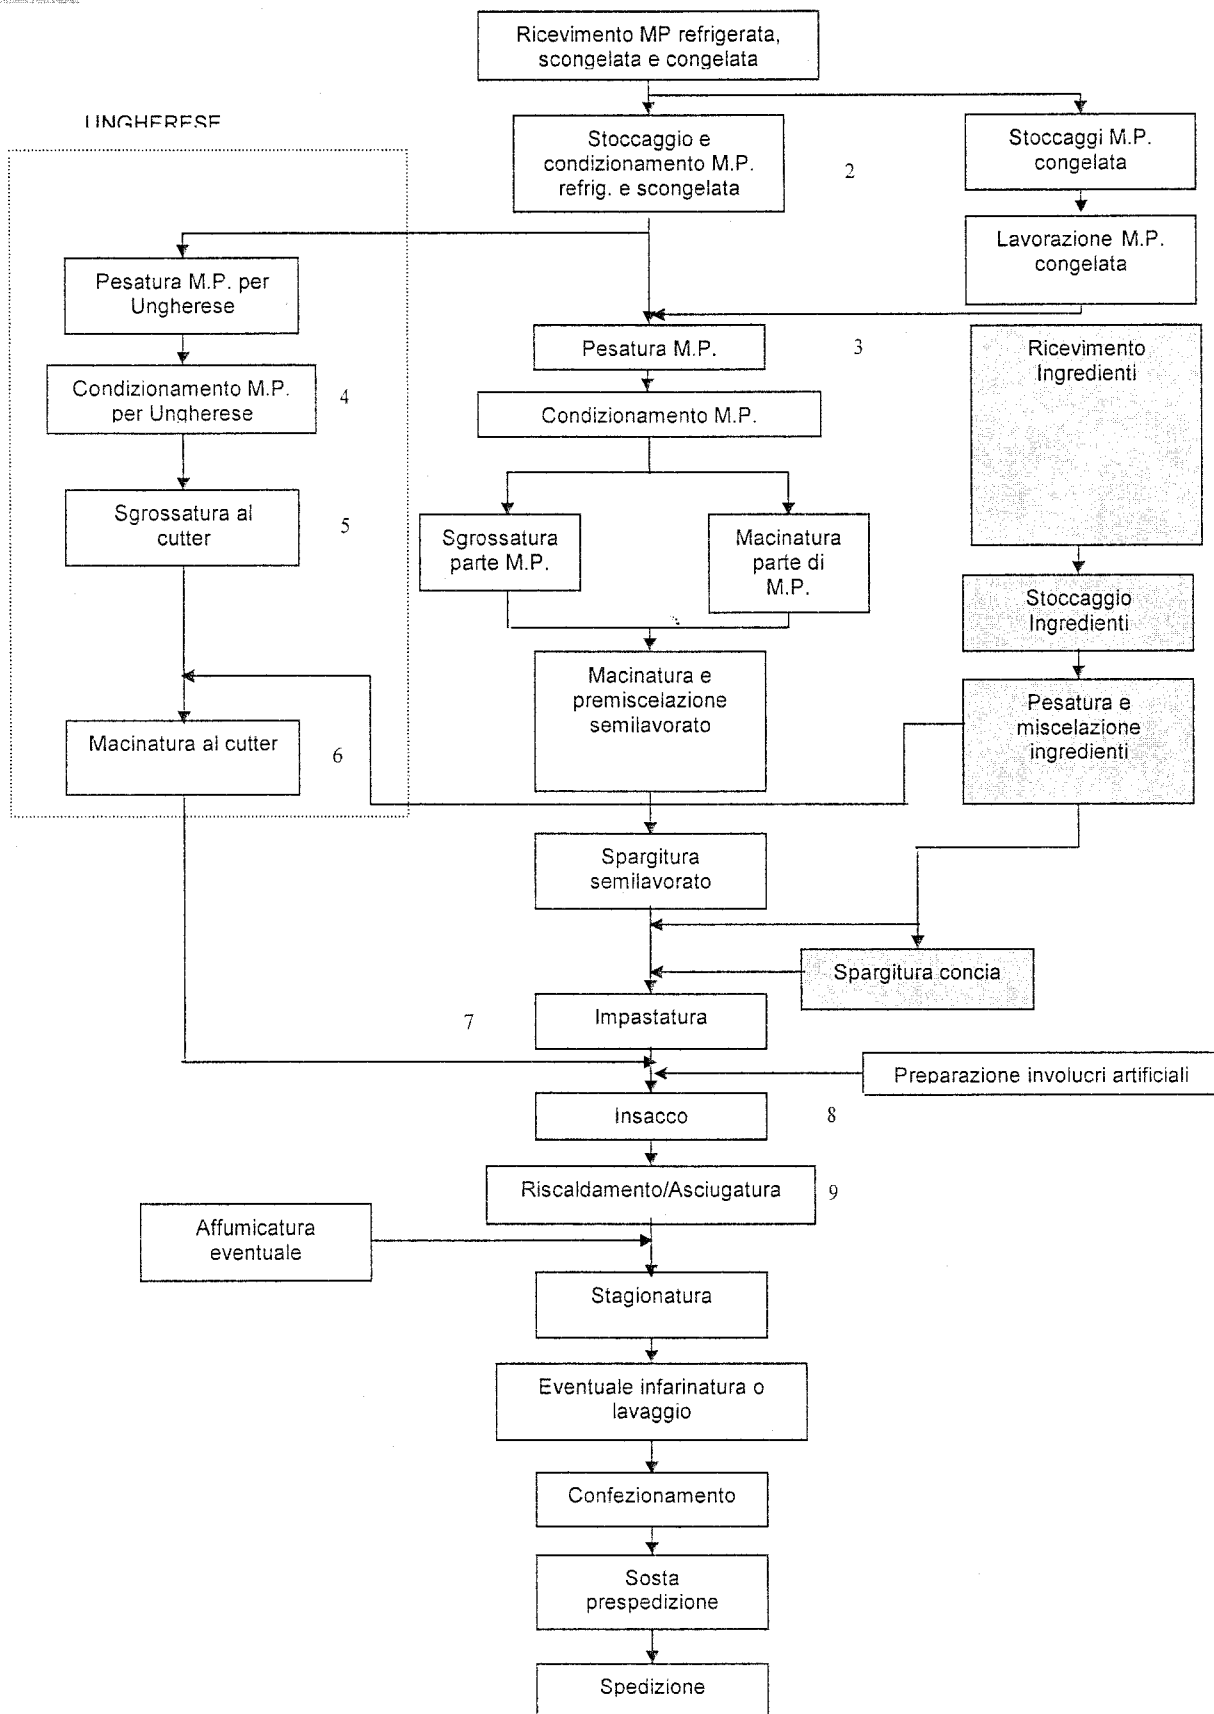 Ricevimento MP refrigerata,
scongelata e congelata
UNGHERESE
Stoccaggio e
condizionamento M.P.
refrig. e scongelata
2
Stoccaggi M.P.
congelata
Lavorazione M.P.
congelata
Pesatura M.P. per
Ungherese
Pesatura M.P.
3
Ricevimento
Ingredienti
Condizionamento M.P.
per Ungherese
4
Condizionamento M.P.
Sgrossatura al
cutter
5
Sgrossatura
parte M.P.
Macinatura
parte di
M.P.
Stoccaggio
Ingredienti
Macinatura e
premiscelazione
semilavorato
Pesatura e
miscelazione
ingredienti
Macinatura al cutter
6
Spargitura
semilavorato
Spargitura concia
7
Impastatura
Preparazione involucri artificiali
Insacco
8
Riscaldamento/Asciugatura
9
Affumicatura
eventuale
Stagionatura
Eventuale infarinatura o
lavaggio
Confezionamento
Sosta
prespedizione
Spedizione